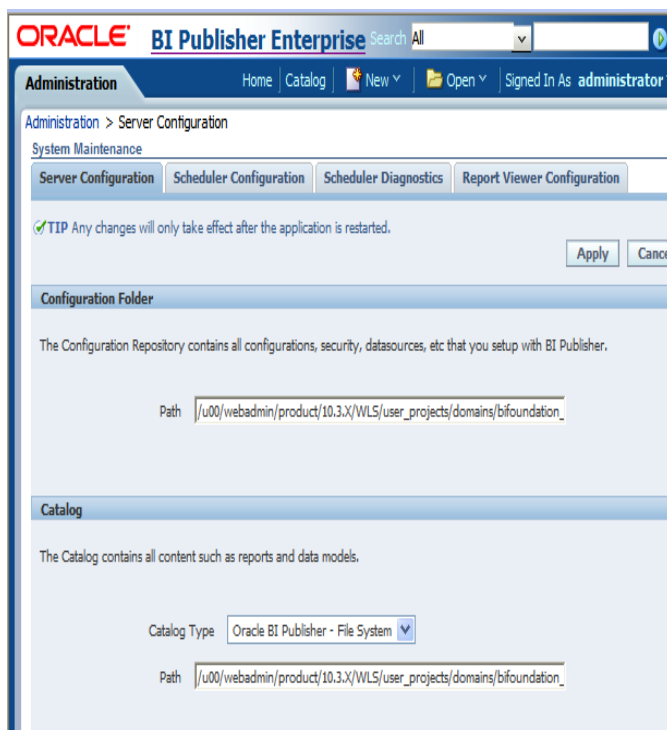 ORACLE BI Publisher Enterprise Search All
Administration Home Catalog New Open Signed In As administrator
Administration > Server Configuration
System Maintenance
Server Configuration Scheduler Configuration Scheduler Diagnostics Report Viewer Configuration
TIP Any changes will only take effect after the application is restarted.
Apply Cance
Configuration Folder
The Configuration Repository contains all configurations, security, datasources, etc that you setup with BI Publisher.
Path /u00/webadmin/product/10.3.X/WLS/user_projects/domains/bifoundation_
Catalog
The Catalog contains all content such as reports and data models.
Catalog Type Oracle BI Publisher - File System
Path /u00/webadmin/product/10.3.X/WLS/user_projects/domains/bifoundation_